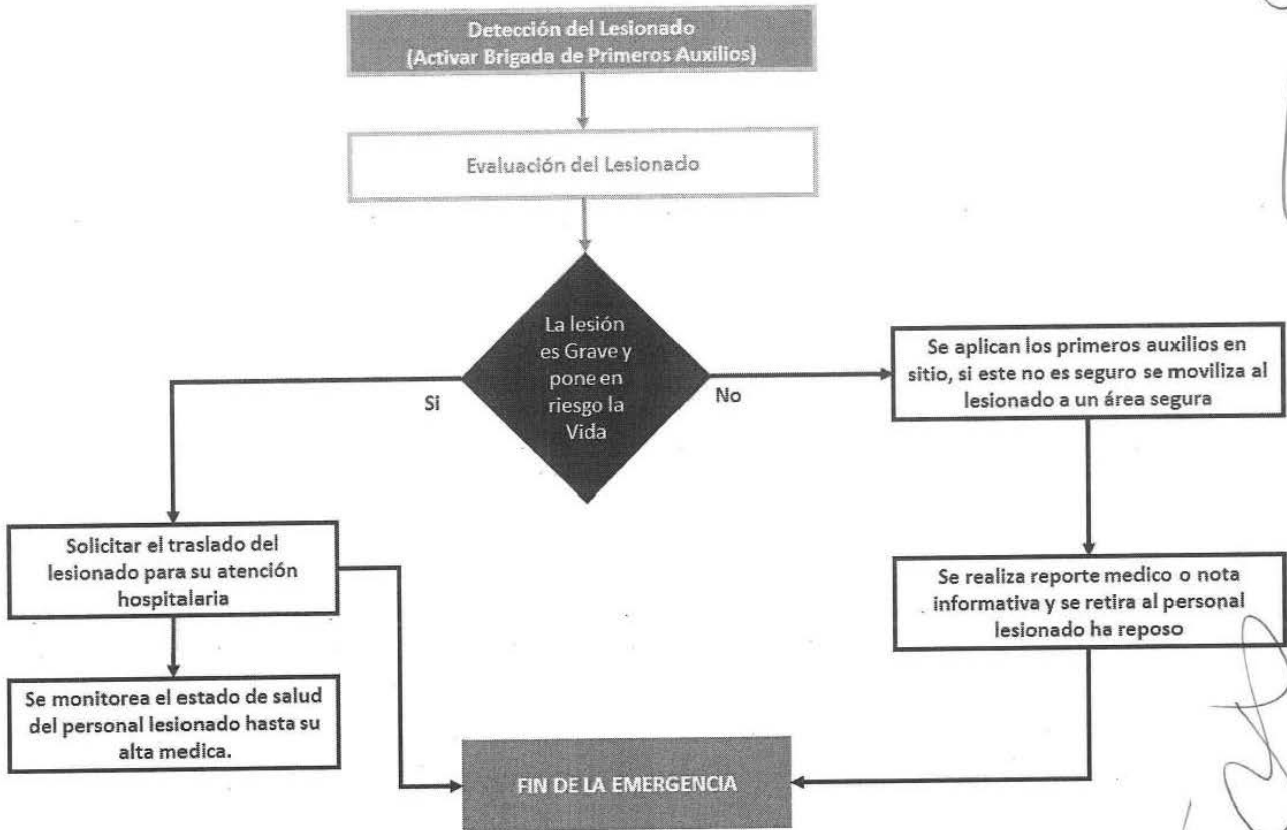 Detección del Lesionado
(Activar Brigada de Primeros Auxilios)
Evaluación del Lesionado
La lesión
es Grave y
pone en
riesgo la
Vida
Si
No
Se aplican los primeros auxilios en
sitio, si este no es seguro se moviliza al
lesionado a un área segura
Solicitar el traslado del
lesionado para su atención
hospitalaria
Se realiza reporte medico o nota
informativa y se retira al personal
lesionado ha reposo
Se monitorea el estado de salud
del personal lesionado hasta su
alta medica.
FIN DE LA EMERGENCIA